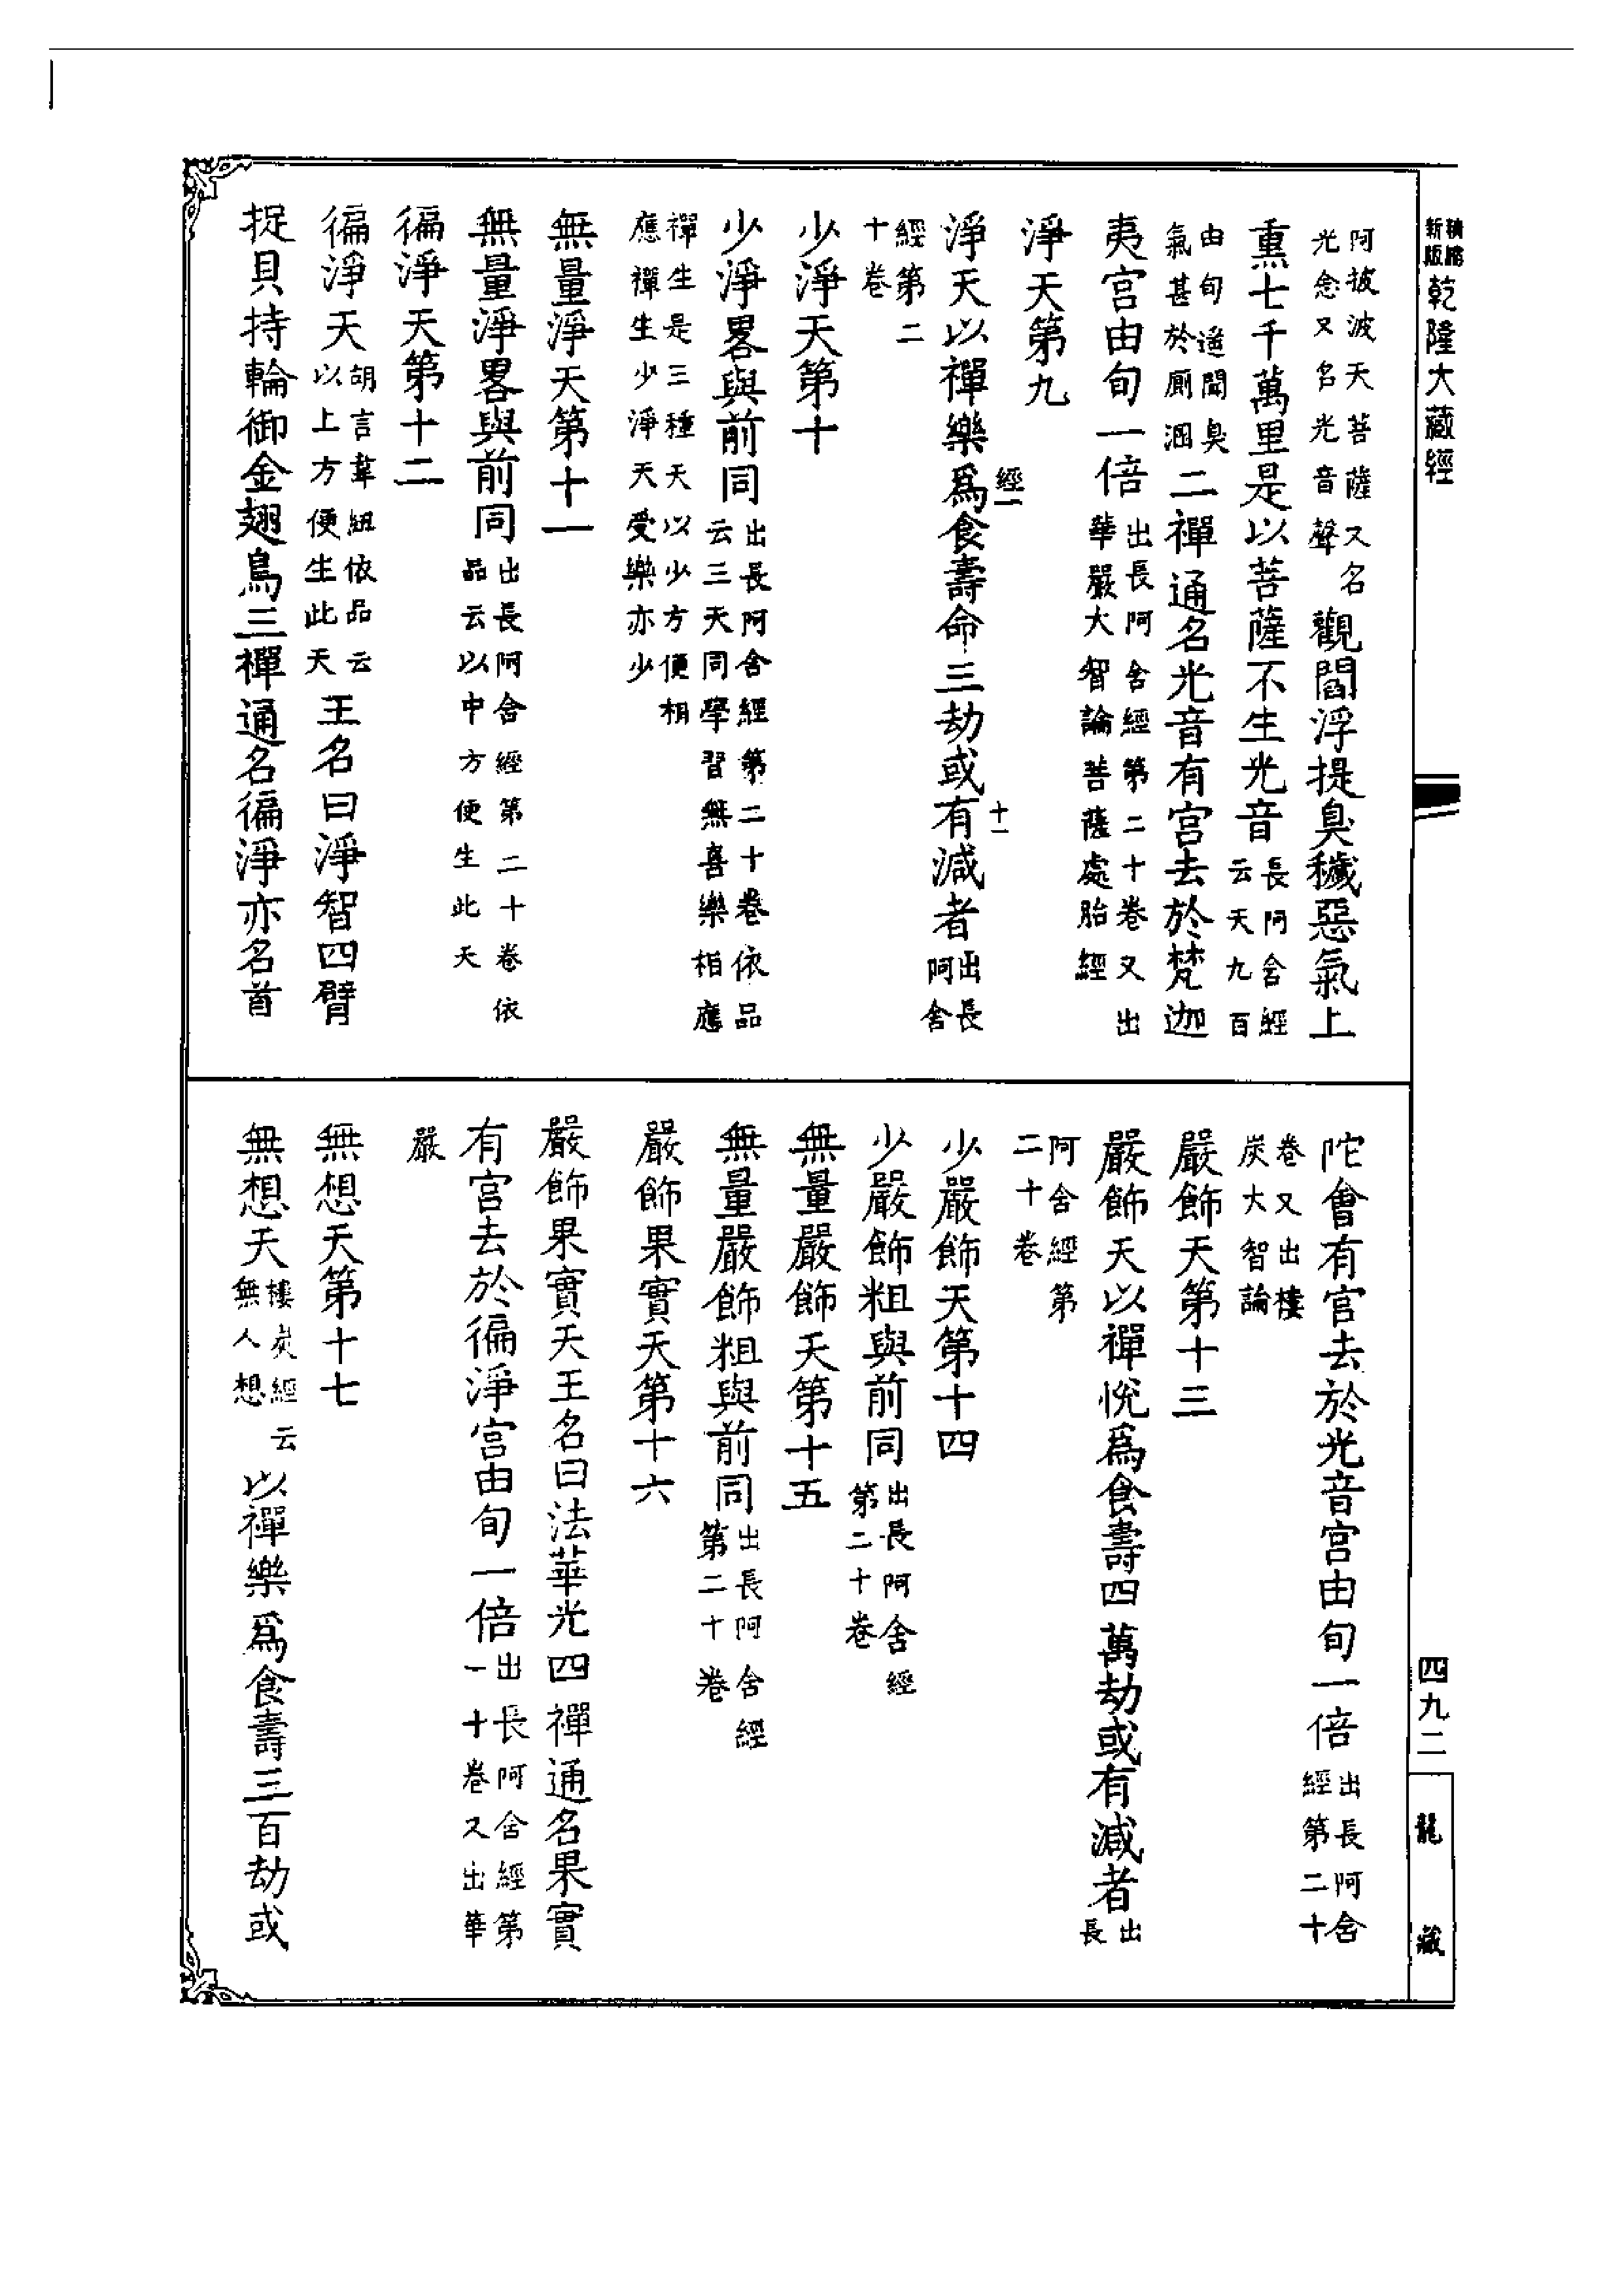 精繕新版乾隆大藏經
阿披波天菩薩又名光念又名光音聲觀閻浮提臭穢惡氣上
熏七千萬里是以菩薩不生光音長阿含經云天九百
由旬遙聞臭氣甚於厠溷二禪通名光音有宮去於梵迦
夷宮由旬一倍出長阿含經第二十卷又出華嚴大智論菩薩處胎經
淨天第九
經一 十一
淨天以禪樂爲食壽命三劫或有減者出長阿含
經第二十卷
少淨天第十
少淨畧與前同出長阿含經第二十卷依品云三天同學習無喜樂相應
禪生是三種天以少方便相應禪生少淨天受樂亦少
無量淨天第十一
無量淨畧與前同出長阿含經第二十卷依品云以中方便生此天
徧淨天第十二
徧淨天胡言韋紐依品云以上方便生此天王名曰淨智四臂
捉貝持輪御金翅鳥三禪通名徧淨亦名首
陀會有宮去於光音宮由旬一倍出長阿含經第二十
卷又出樓炭大智論
嚴飾天第十三
嚴飾天以禪悅爲食壽四萬劫或有減者出長
阿含經第二十卷
少嚴飾天第十四
少嚴飾粗與前同出長阿含經第二十卷
無量嚴飾天第十五
無量嚴飾粗與前同出長阿含經第二十卷
嚴飾果實天第十六
嚴飾果實天王名曰法華光四禪通名果實
有宮去於徧淨宮由旬一倍出長阿含經第一十卷又出華
嚴
無想天第十七
無想天樓炭經云無人想以禪樂爲食壽三百劫或
四九二
龍藏